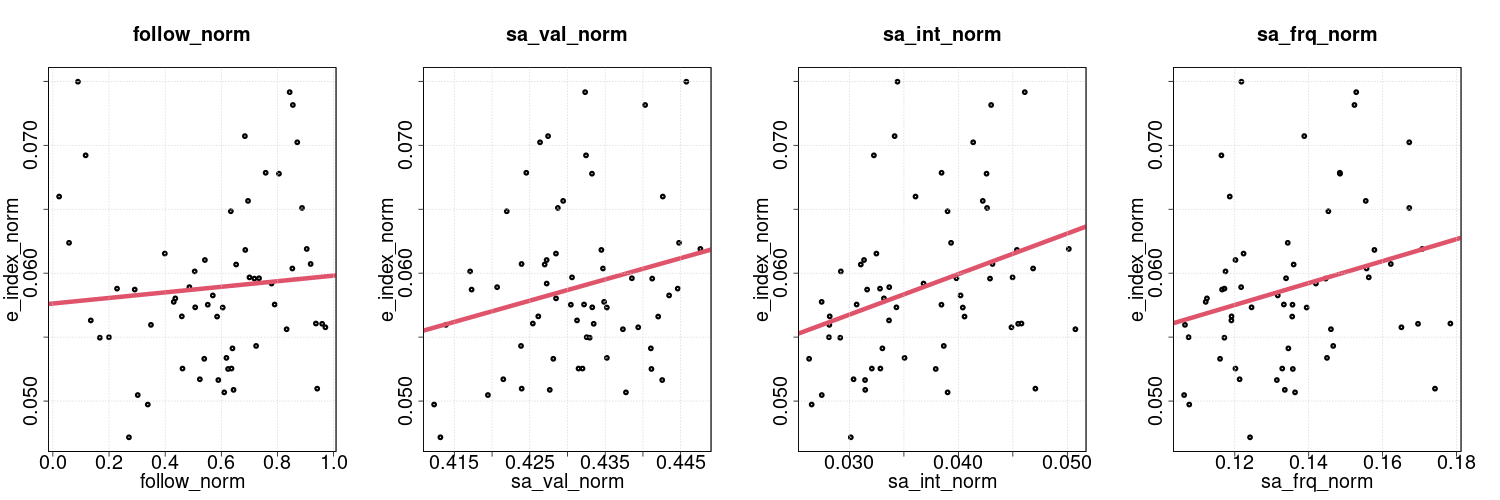 follow_norm
sa_val_norm
sa_int_norm
sa_frq_norm
e_index_norm
0.050
0.060
0.070
0.0 0.2 0.4 0.6 0.8 1.0
follow_norm
e_index_norm
0.050
0.060
0.070
0.415 0.425 0.435 0.445
sa_val_norm
e_index_norm
0.050
0.060
0.070
0.030 0.040 0.050
sa_int_norm
e_index_norm
0.050
0.060
0.070
0.12 0.14 0.16 0.18
sa_frq_norm